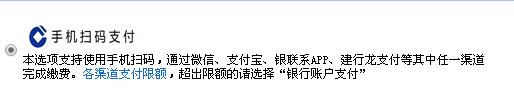 手机扫码支付
本选项支持使用手机扫码，通过微信、支付宝、银联系APP、建行龙支付等其中任一渠道
完成缴费。各渠道支付限额，超出限额的请选择“银行账户支付”